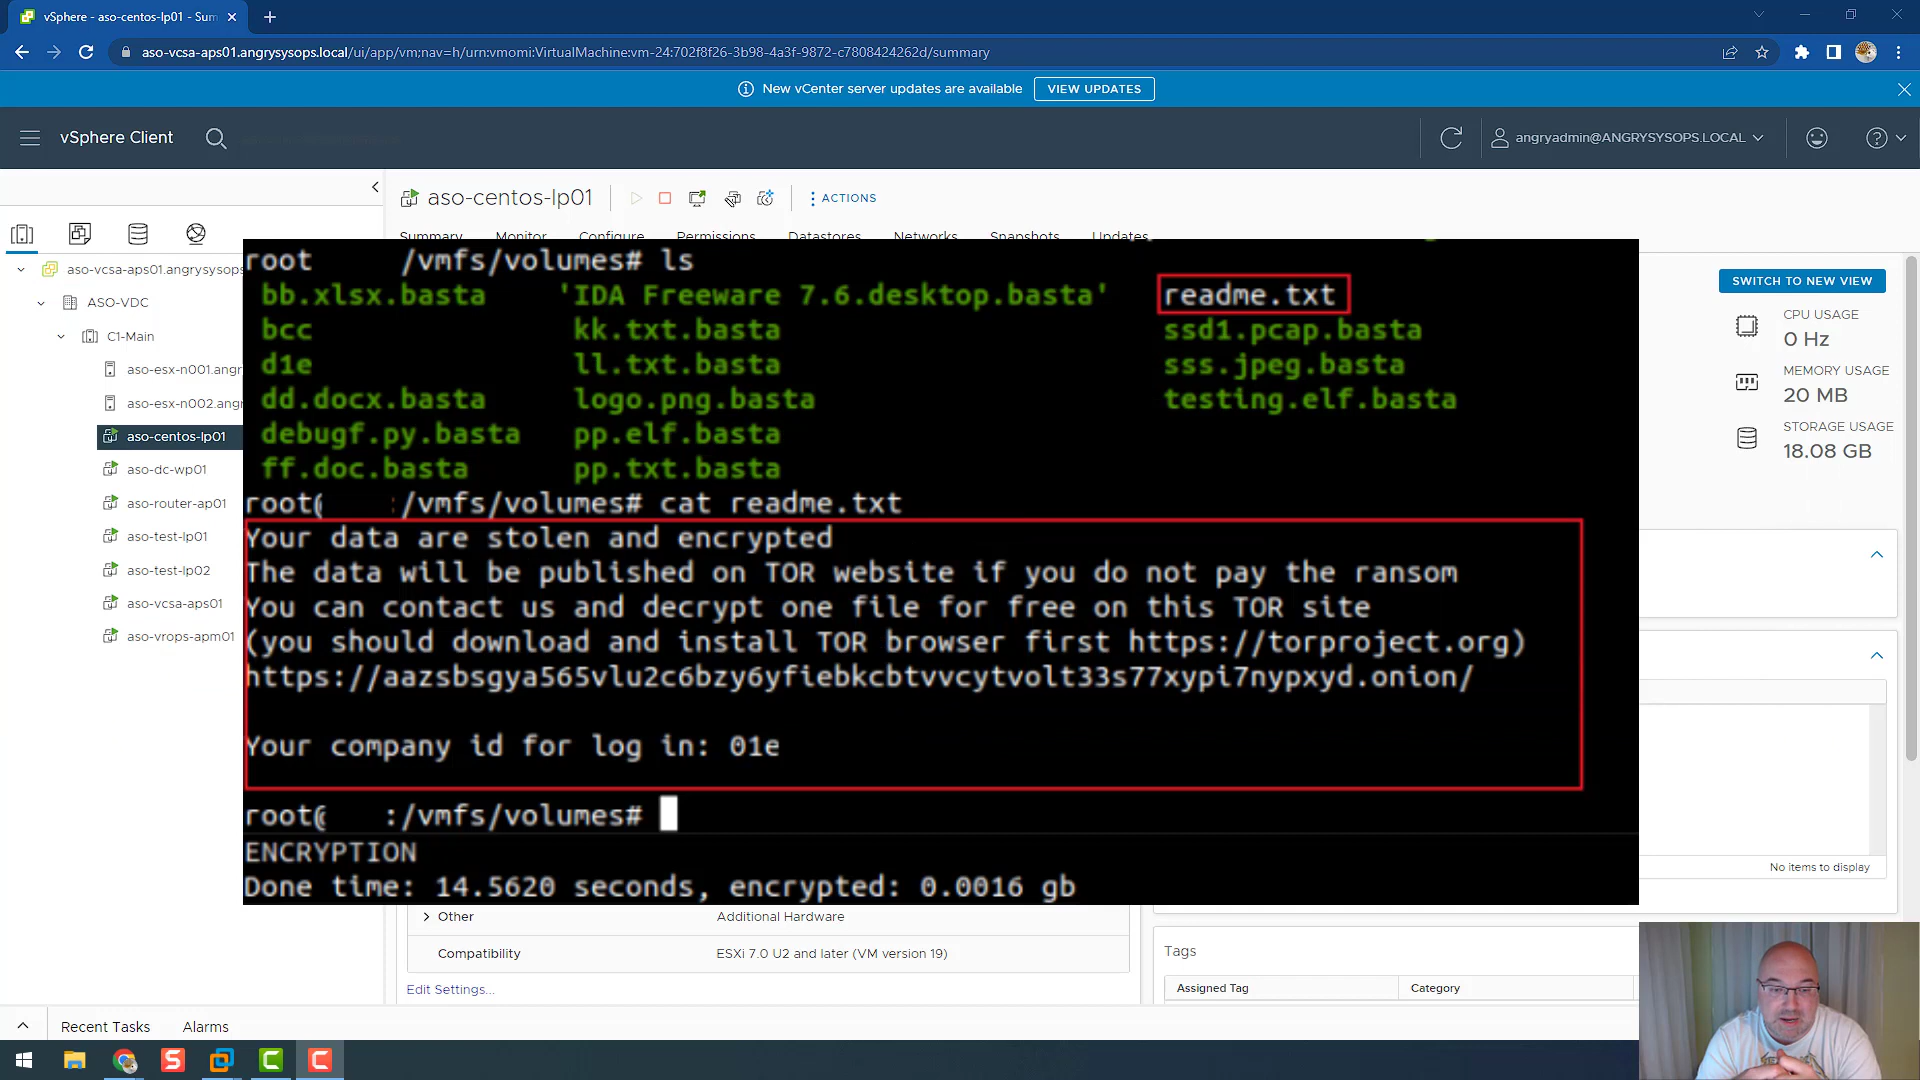 vSphere - aso-centos-lp01 - Sum
aso-vcsa-aps01.angrysysops.local/ui/app/vm;nav=h/urn:vmomi:VirtualMachine:vm-24:702f8f26-3b98-4a3f-9872-c7808424262d/summary
New vCenter server updates are available VIEW UPDATES
vSphere Client
angryadmin@ANGRYSYSOPS.LOCAL
aso-centos-lp01
ACTIONS
Summary Monitor Configure Permissions Datastores Networks Snapshots Updates
aso-vcsa-aps01.angrysysops
ASO-VDC
C1-Main
aso-esx-n001.angr
aso-esx-n002.angr
aso-centos-lp01
aso-dc-wp01
aso-router-ap01
aso-test-lp01
aso-test-lp02
aso-vcsa-aps01
aso-vrops-apm01
root /vmfs/volumes# ls
bb.xlsx.basta 'IDA Freeware 7.6.desktop.basta' readme.txt
bcc kk.txt.basta ssd1.pcap.basta
d1e ll.txt.basta sss.jpeg.basta
dd.docx.basta logo.png.basta testing.elf.basta
debugf.py.basta pp.elf.basta
ff.doc.basta pp.txt.basta
root@ :/vmfs/volumes# cat readme.txt
Your data are stolen and encrypted
The data will be published on TOR website if you do not pay the ransom
You can contact us and decrypt one file for free on this TOR site
(you should download and install TOR browser first https://torproject.org)
https://aazsbsgya565vlu2c6bzy6yfiebkcbtvvcytvolt33s77xypi7nypxyd.onion/
Your company id for log in: 01e
root@ :/vmfs/volumes#
ENCRYPTION
Done time: 14.5620 seconds, encrypted: 0.0016 gb
SWITCH TO NEW VIEW
CPU USAGE
0 Hz
MEMORY USAGE
20 MB
STORAGE USAGE
18.08 GB
No items to display
Other Additional Hardware
Compatibility ESXi 7.0 U2 and later (VM version 19)
Edit Settings...
Tags
Assigned Tag Category
Recent Tasks Alarms